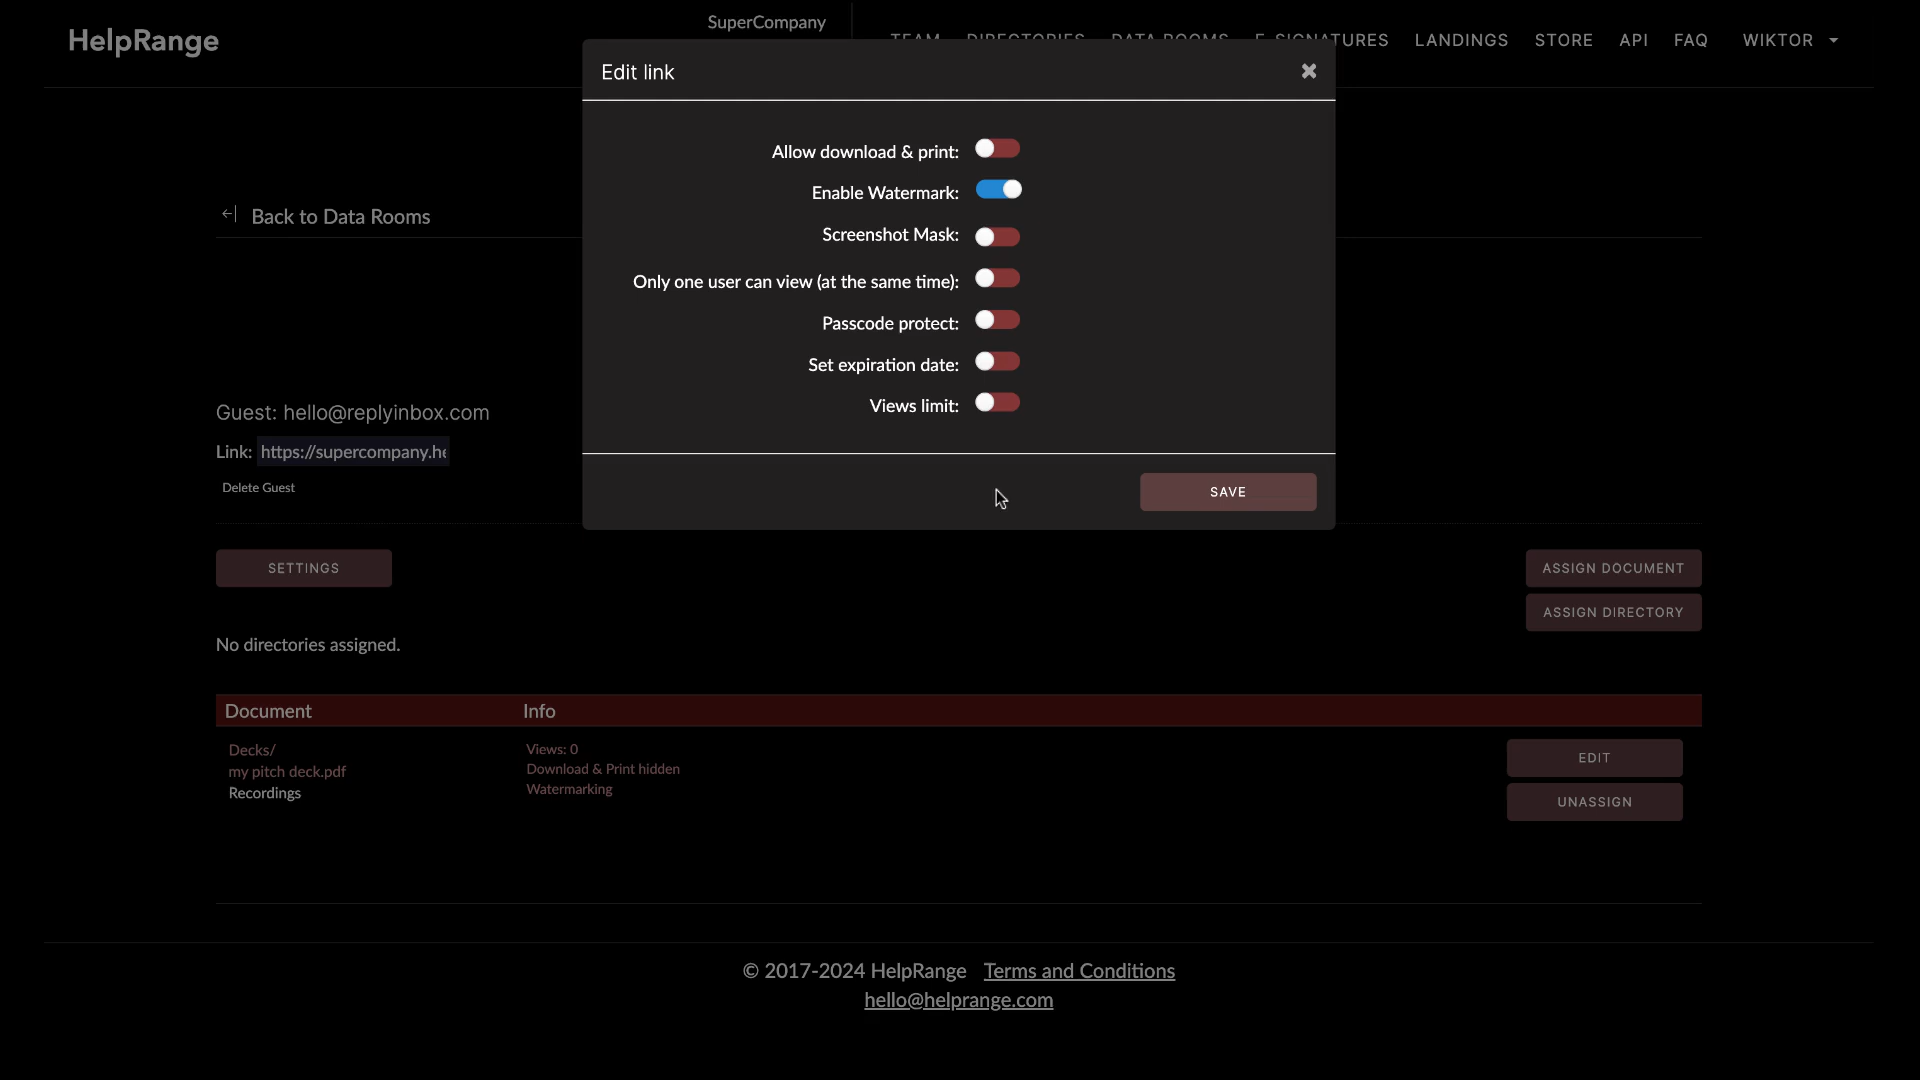 HelpRange
SuperCompany
TEAM DIRECTORIES DATA ROOMS E-SIGNATURES LANDINGS STORE API FAQ WIKTOR
Edit link
Allow download & print:
Enable Watermark:
Screenshot Mask:
Only one user can view (at the same time):
Passcode protect:
Set expiration date:
Views limit:
SAVE
Back to Data Rooms
Guest: hello@replyinbox.com
Link: https://supercompany.he
Delete Guest
SETTINGS
ASSIGN DOCUMENT
ASSIGN DIRECTORY
No directories assigned.
Document Info
Decks/
my pitch deck.pdf
Recordings
Views: 0
Download & Print hidden
Watermarking
EDIT
UNASSIGN
© 2017-2024 HelpRange Terms and Conditions
hello@helprange.com